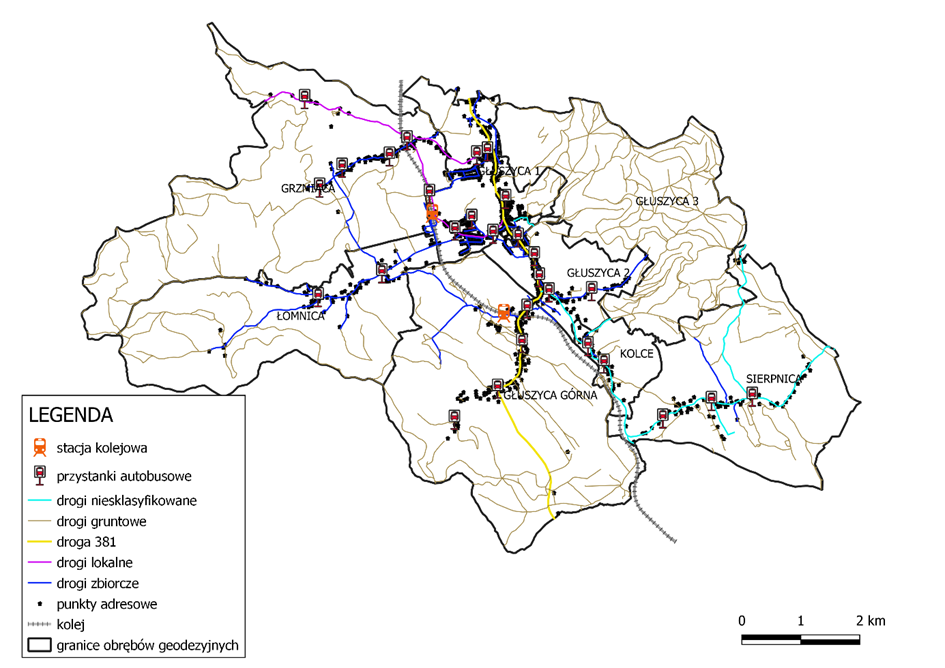 GŁUSZYCA 1
GRZMIĄCA
GŁUSZYCA 3
GŁUSZYCA 2
ŁOMNICA
KOLCE
SIERPNICA
GŁUSZYCA GÓRNA
LEGENDA
stacja kolejowa
przystanki autobusowe
drogi niesklasyfikowane
drogi gruntowe
droga 381
drogi lokalne
drogi zbiorcze
punkty adresowe
kolej
granice obrębów geodezyjnych
0 1 2 km